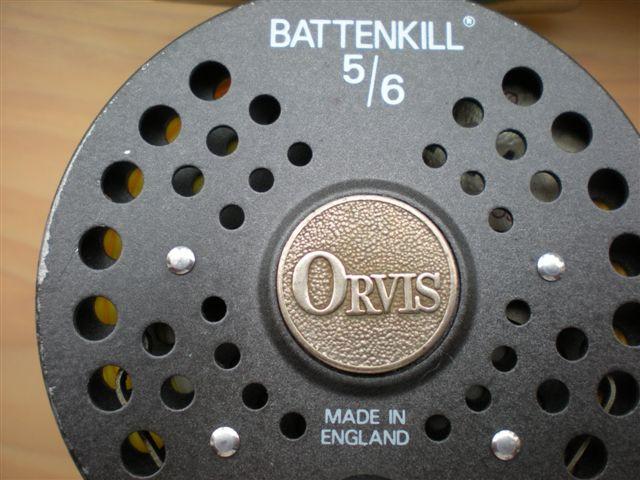 BATTENKILL®
5/6
ORVIS
MADE IN
ENGLAND